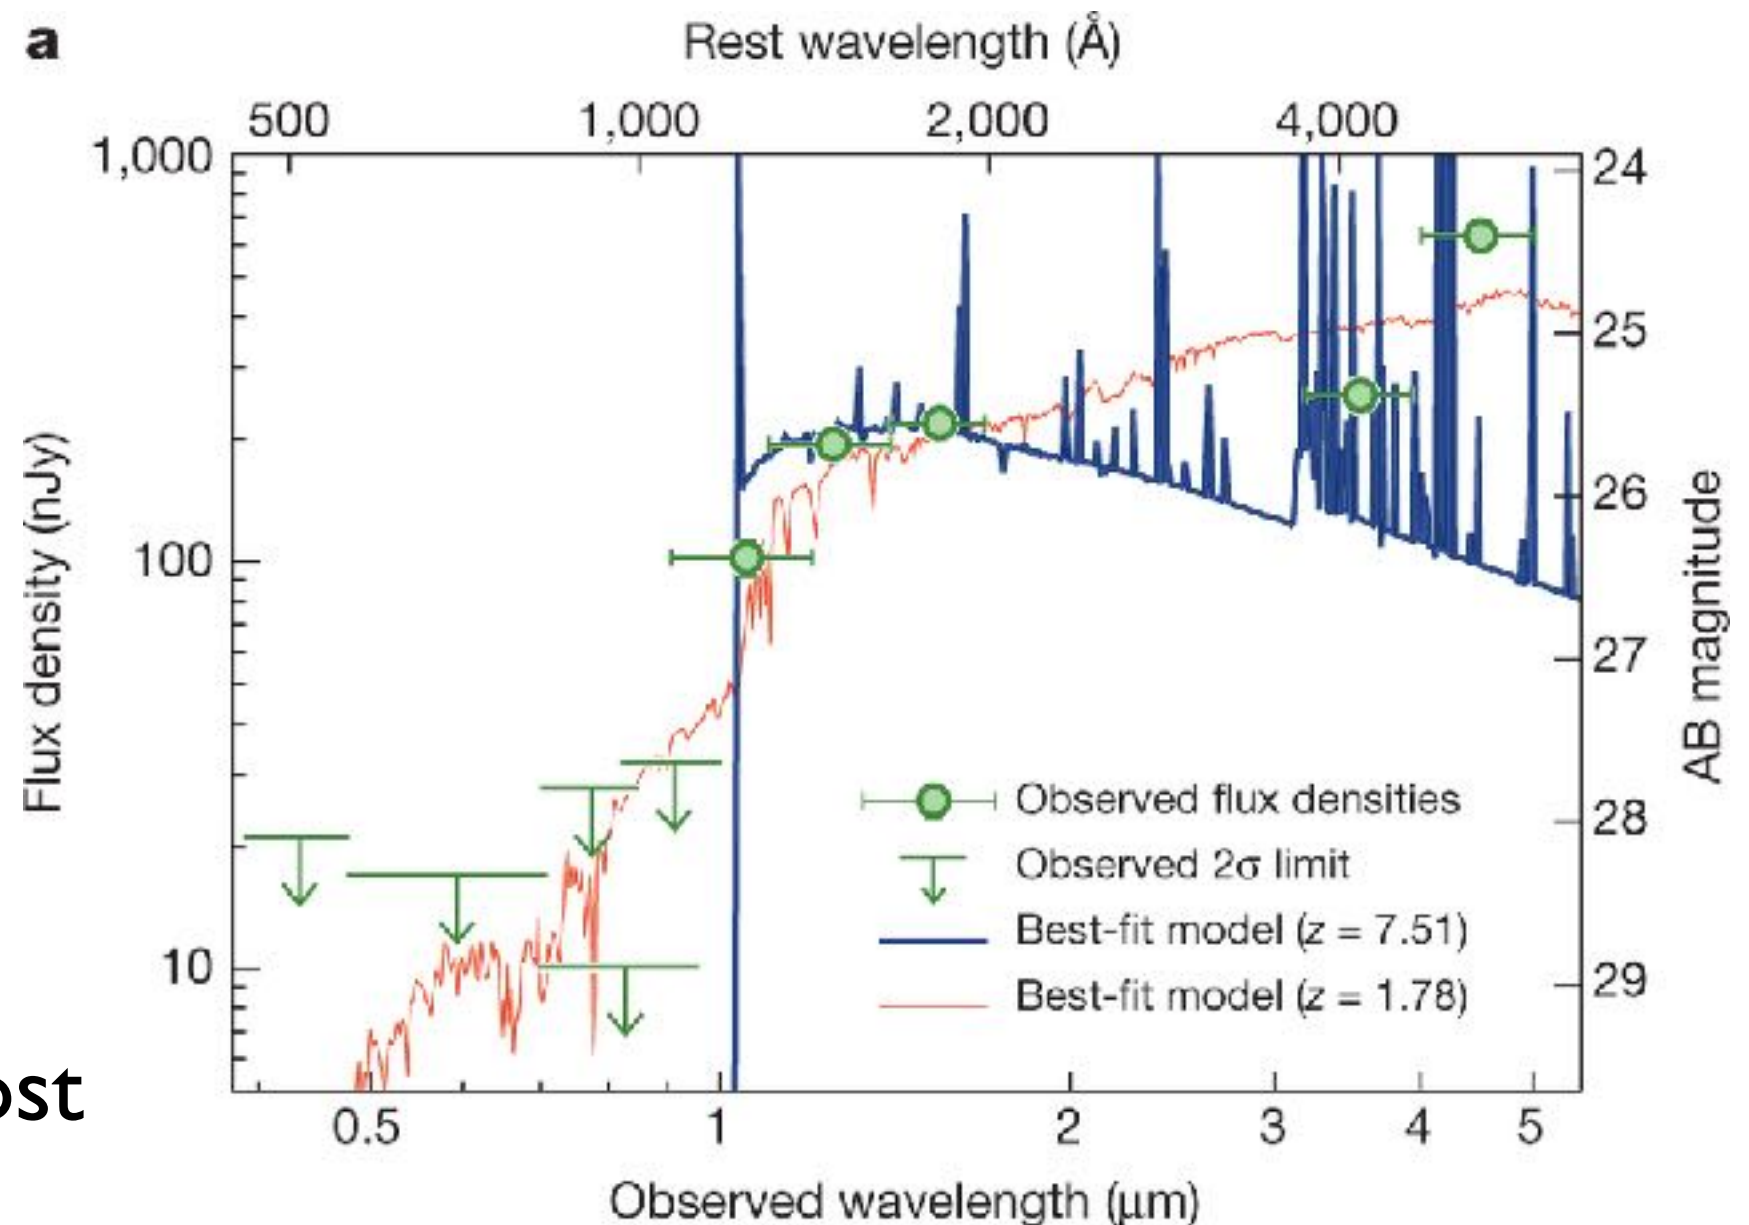 a
Rest wavelength (Å)
500 1,000 2,000 4,000
1,000
100
10
Flux density (nJy)
24
25
26
27
28
29
AB magnitude
Observed flux densities
Observed 2σ limit
Best-fit model (z = 7.51)
Best-fit model (z = 1.78)
ost
0.5 1 2 3 4 5
Observed wavelength (μm)